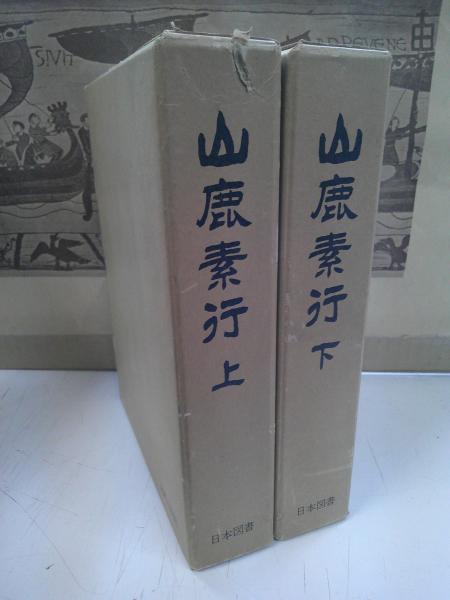 山鹿素行 上
日本図書
山鹿素行 下
日本図書